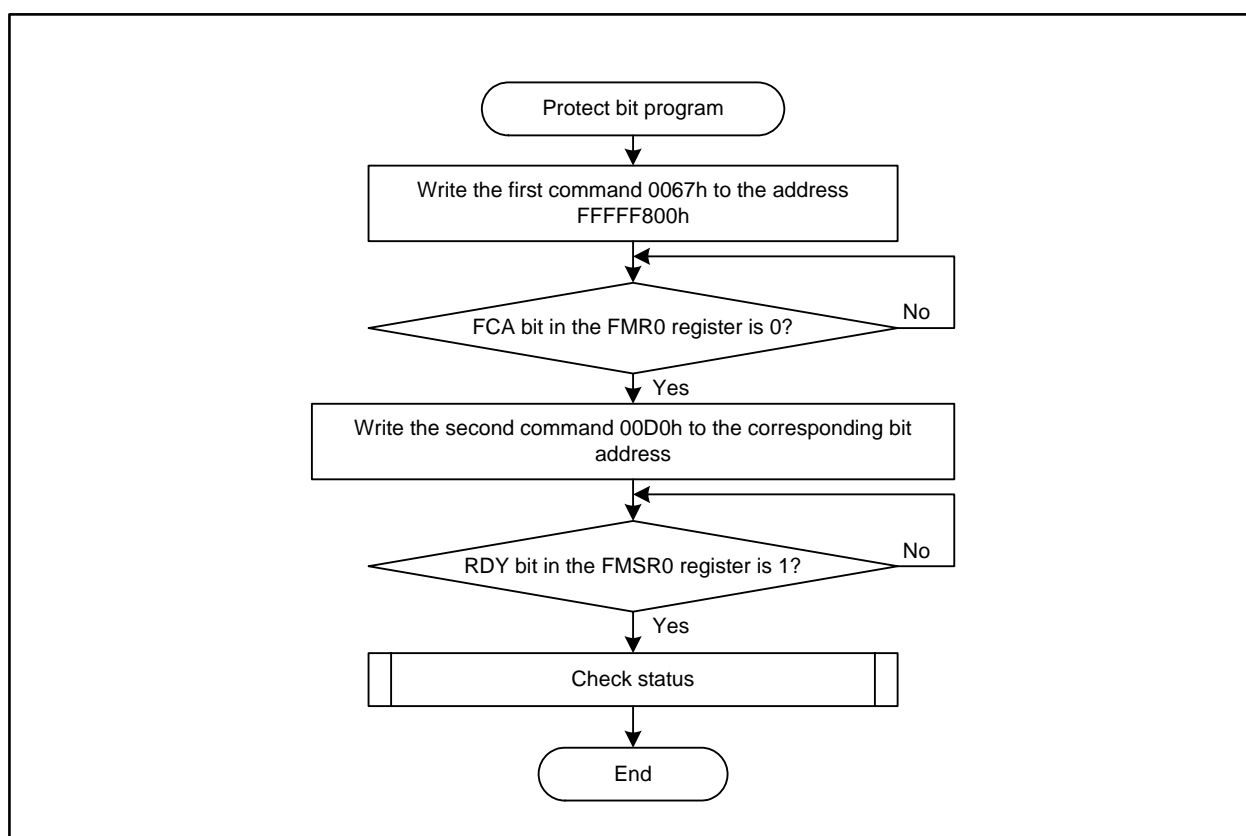 Protect bit program
Write the first command 0067h to the address
FFFFF800h
FCA bit in the FMR0 register is 0?
No
Yes
Write the second command 00D0h to the corresponding bit
address
RDY bit in the FMSR0 register is 1?
No
Yes
Check status
End